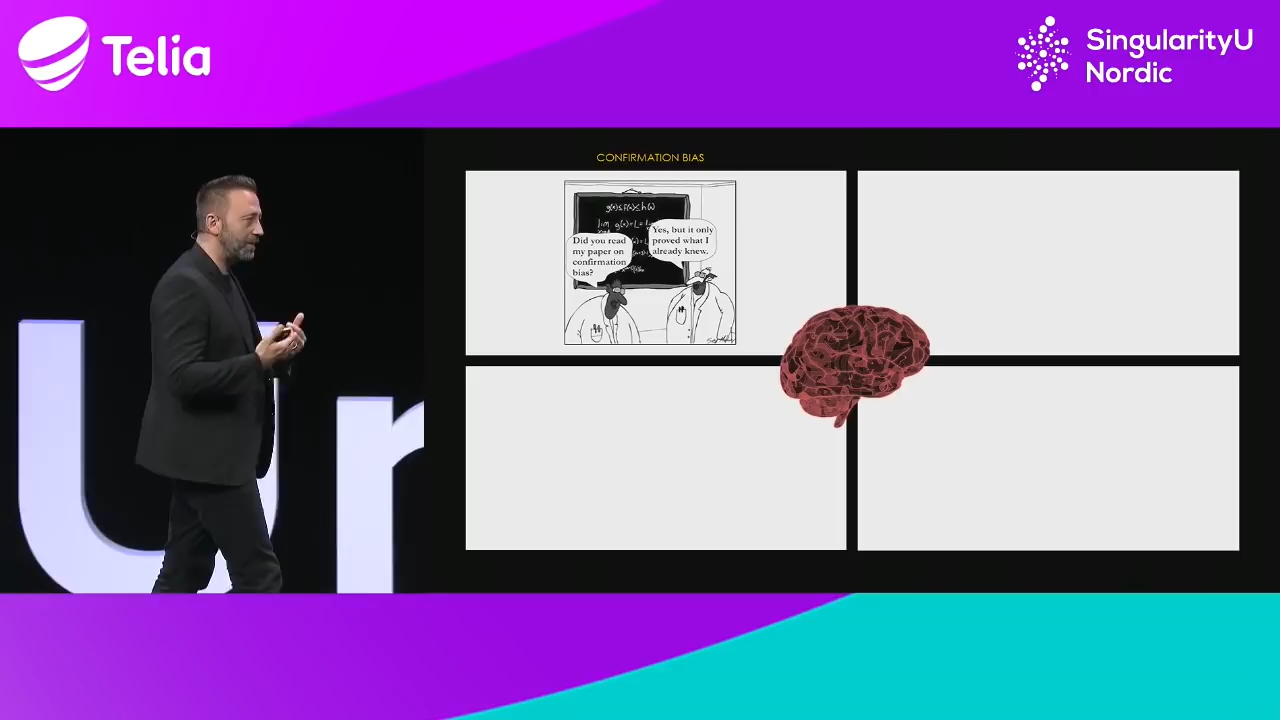 Telia
SingularityU
Nordic
CONFIRMATION BIAS
Did you read
my paper on
confirmation
bias?
Yes, but it only
proved what I
already knew.
Ur